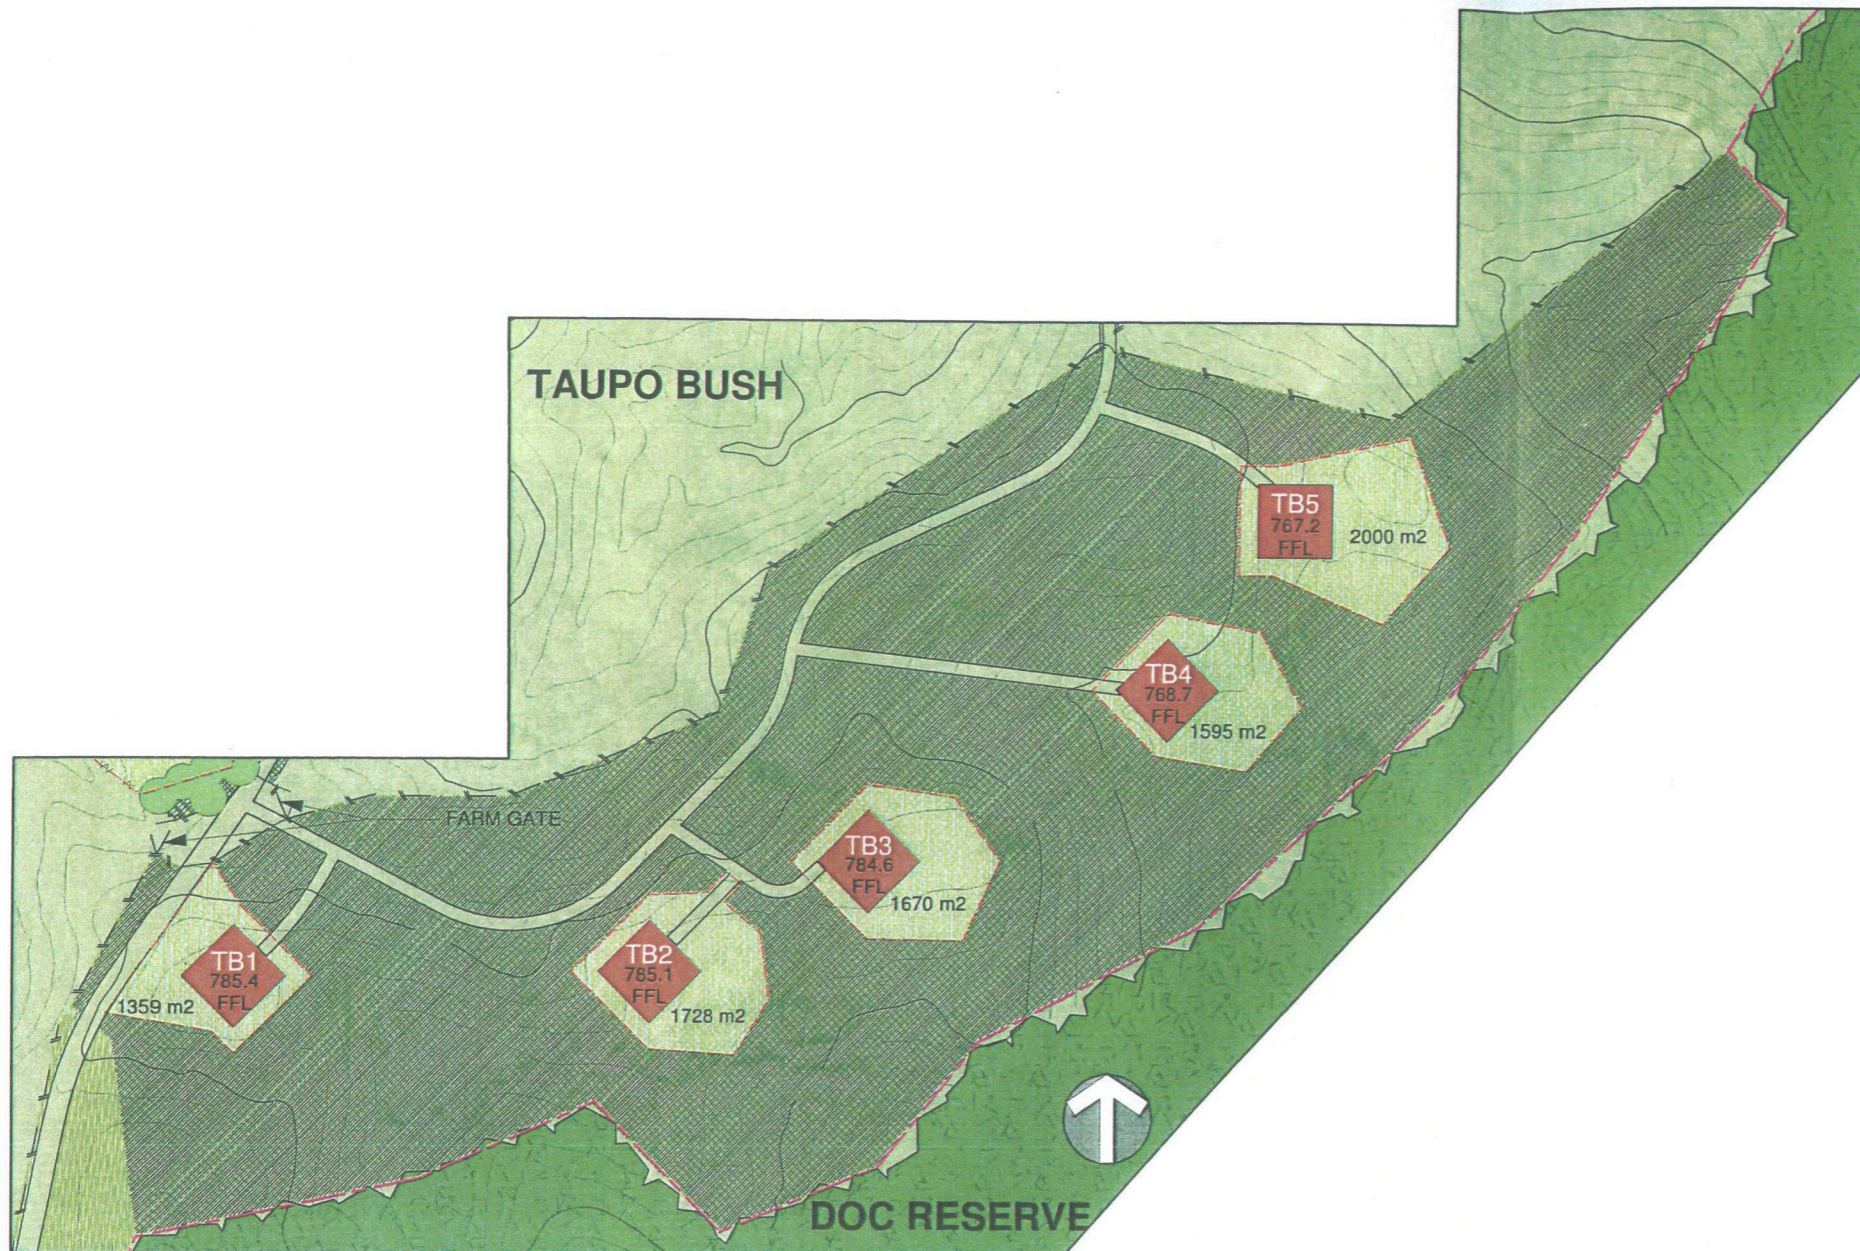 TAUPO BUSH
TB5
767.2
FFL
2000 m2
TB4
768.7
FFL
1595 m2
FARM GATE
TB3
784.6
FFL
1670 m2
TB2
785.1
FFL
1728 m2
TB1
785.4
FFL
1359 m2
DOC RESERVE